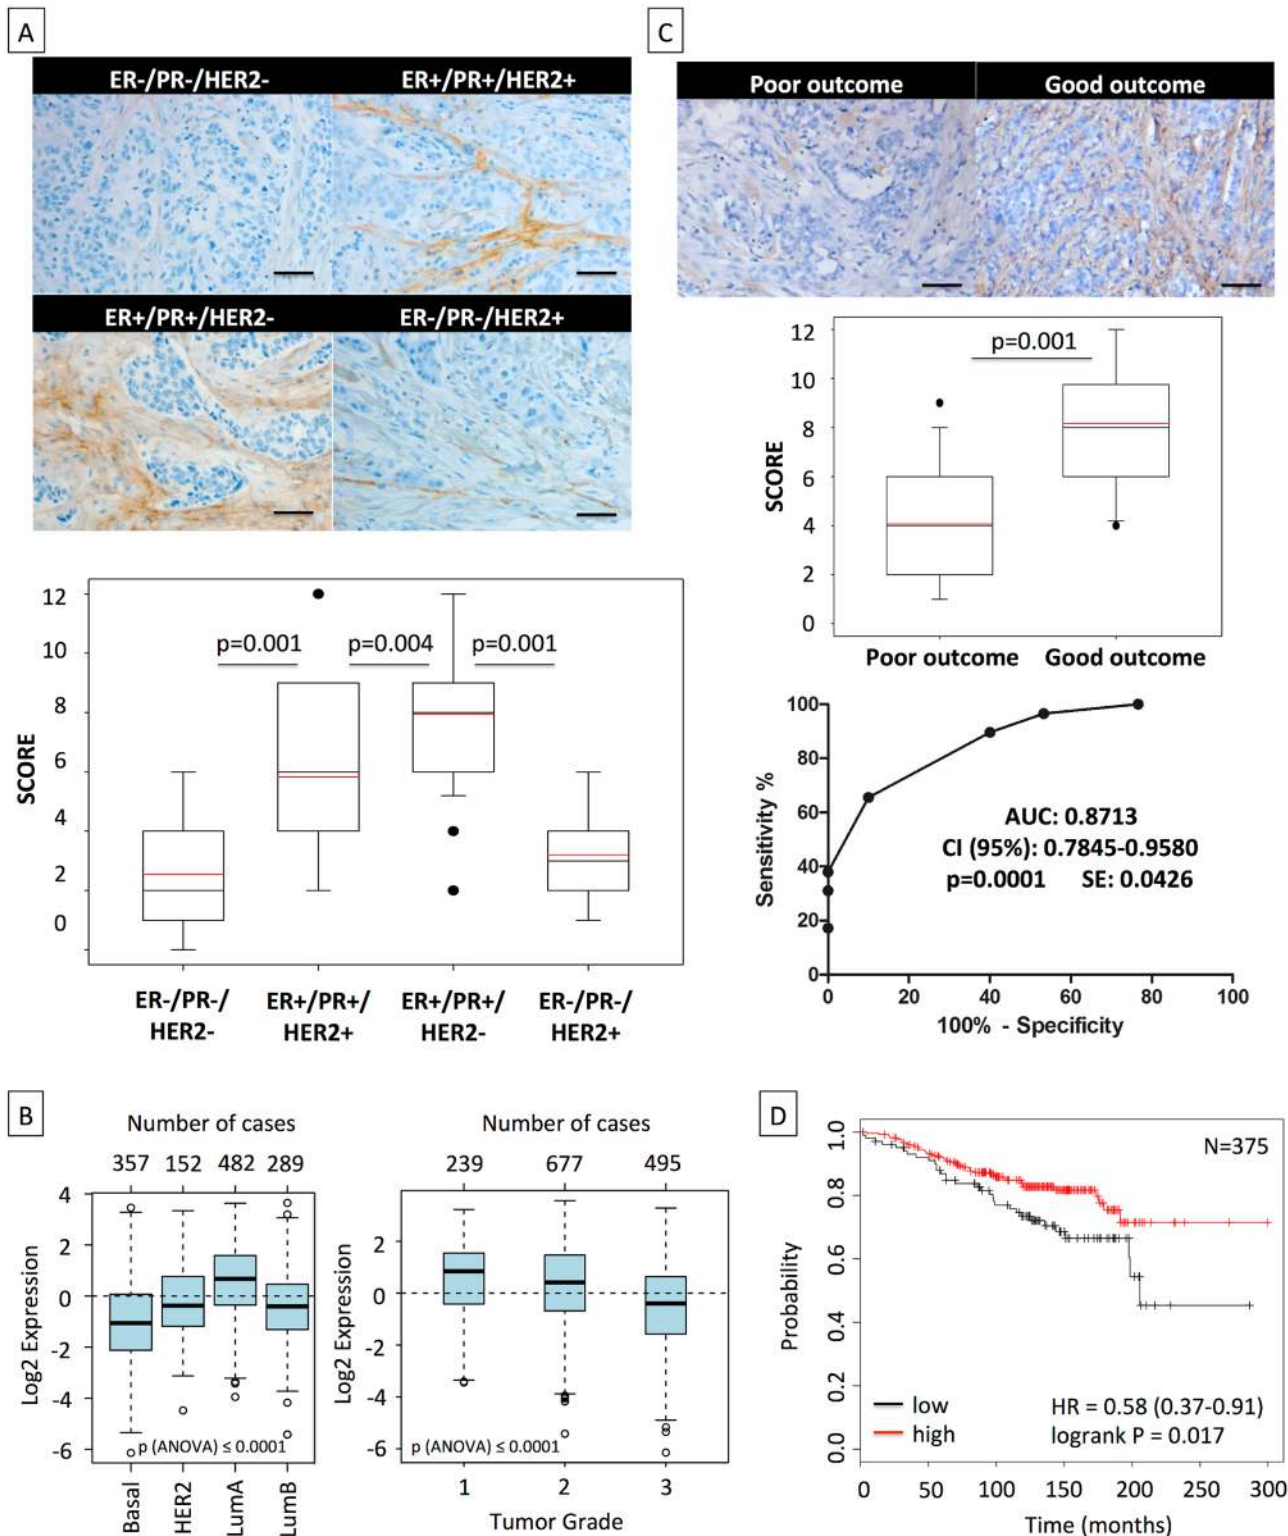 A
ER-/PR-/HER2-
ER+/PR+/HER2+
ER+/PR+/HER2-
ER-/PR-/HER2+
12
10
8
6
4
2
0
SCORE
p=0.001
p=0.004
p=0.001
ER-/PR-/
HER2-
ER+/PR+/
HER2+
ER+/PR+/
HER2-
ER-/PR-/
HER2+
C
Poor outcome
Good outcome
12
10
8
6
4
2
0
SCORE
p=0.001
Poor outcome
Good outcome
100
80
60
40
20
0
Sensitivity %
AUC: 0.8713
CI (95%): 0.7845-0.9580
p=0.0001 SE: 0.0426
0 20 40 60 80 100
100% - Specificity
B
Number of cases
357 152 482 289
4
2
0
-2
-4
-6
Log2 Expression
p (ANOVA) ≤ 0.0001
Basal
HER2
LumA
LumB
Number of cases
239 677 495
2
0
-2
-4
-6
Log2 Expression
p (ANOVA) ≤ 0.0001
1 2 3
Tumor Grade
D
N=375
1.0
0.8
0.6
0.4
0.2
0.0
Probability
low
high
HR = 0.58 (0.37-0.91)
logrank P = 0.017
0 50 100 150 200 250 300
Time (months)